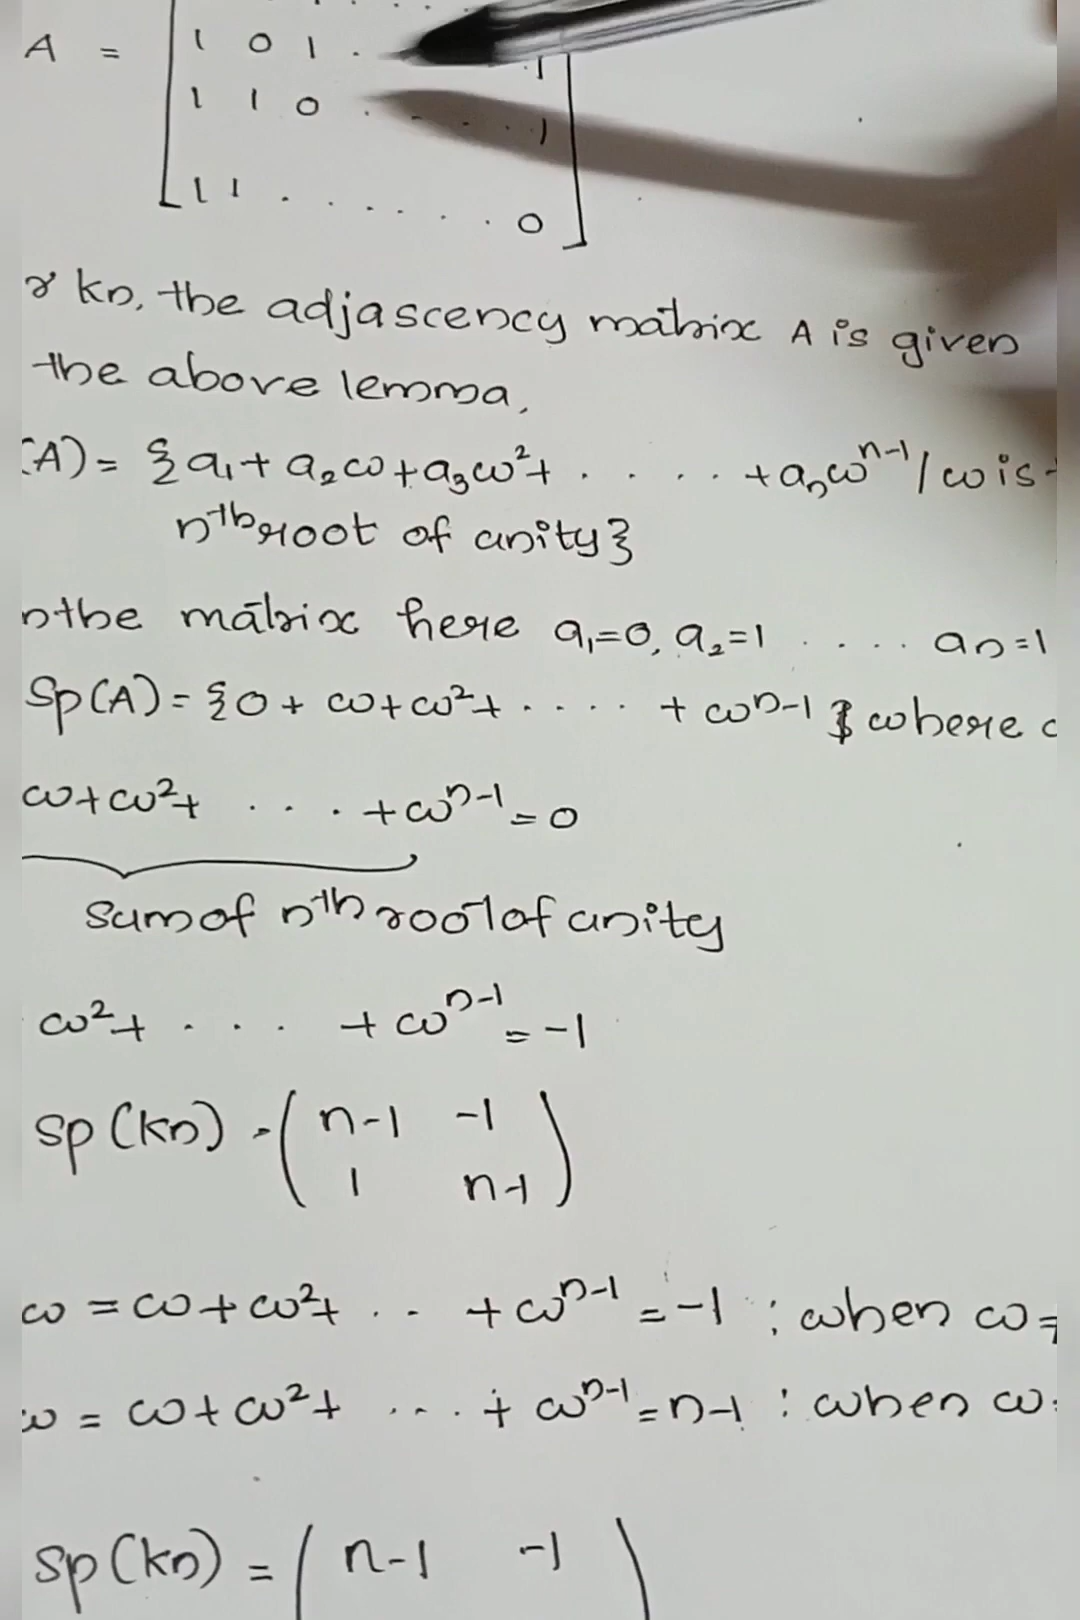 A = 1 0 1 . . 1
1 1 0 . . . . . 1
1 1 . . . . . . 0
r kn, the adjascency matrix A is given
the above lemma,
(A) = {a₁ + a₂ω + a₃ω² + . . . . + aₙωⁿ⁻¹ / ω is
nth root of unity}
n the matrix here a₁=0, a₂=1 . . . . an=1
Sp(A) = {0 + ω + ω² + . . . . + ωⁿ⁻¹} where
ω + ω² + . . . + ωⁿ⁻¹ = 0
sum of nth root of unity
ω² + . . . + ωⁿ⁻¹ = -1
Sp(kn) = ( n-1 -1
1 n-1 )
ω = ω + ω² + . . + ωⁿ⁻¹ = -1 : when ω ≠
ω = ω + ω² + . . . + ωⁿ⁻¹ = n-1 : when ω =
Sp(kn) = ( n-1 -1 )